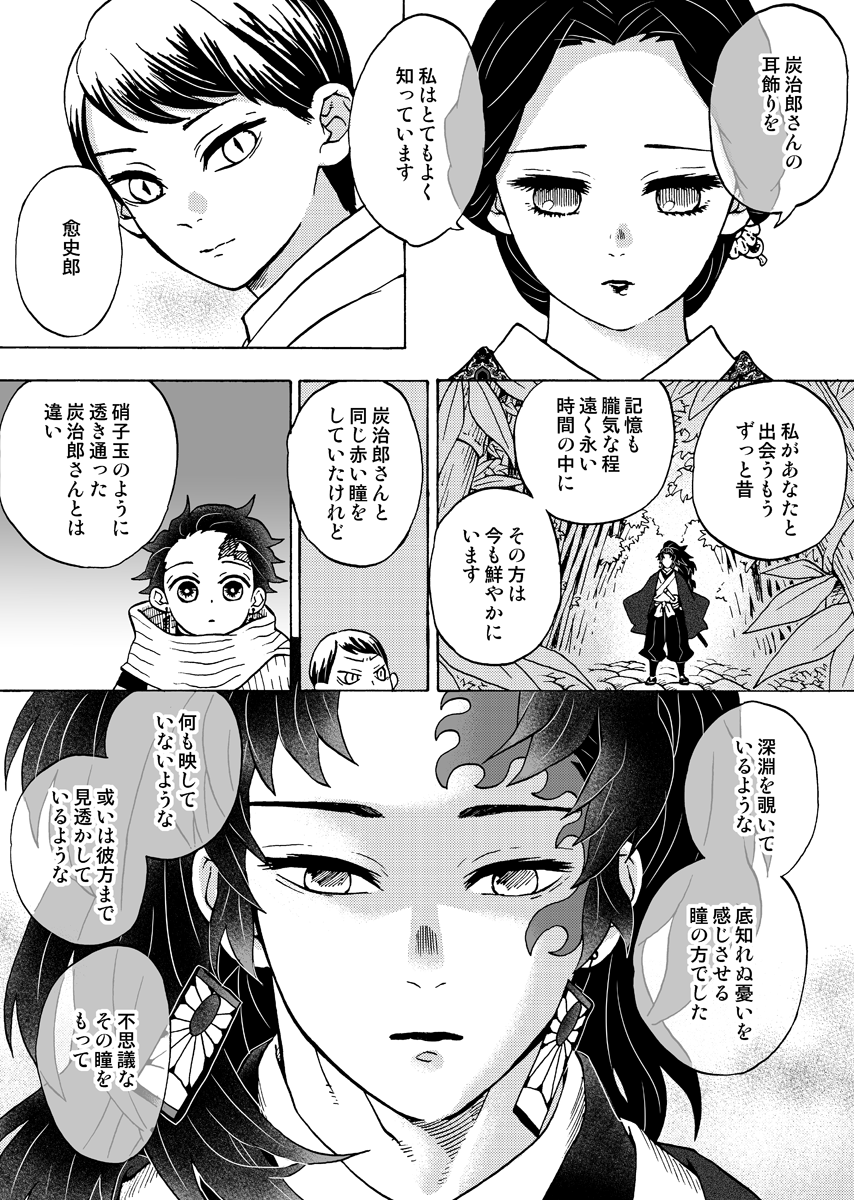 炭治郎さんの
耳飾りを
私はとてもよく
知っています
愈史郎
私があなたと
出会うもう
ずっと昔
記憶も
朧気な程
遠く永い
時間の中に
その方は
今も鮮やかに
います
炭治郎さんと
同じ赤い瞳を
していたけれど
硝子玉のように
透き通った
炭治郎さんとは
違い
深淵を覗いて
いるような
底知れぬ憂いを
感じさせる
瞳の方でした
何も映して
いないような
或いは彼方まで
見透かして
いるような
不思議な
その瞳を
もって